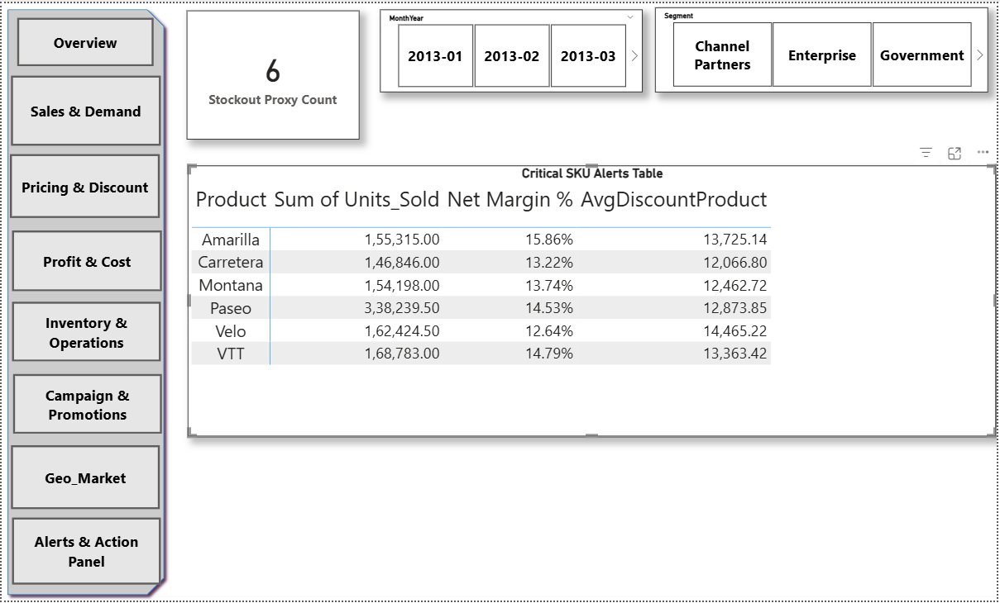 Overview
Sales & Demand
Pricing & Discount
Profit & Cost
Inventory &
Operations
Campaign &
Promotions
Geo_Market
Alerts & Action
Panel
6
Stockout Proxy Count
MonthYear
2013-01 2013-02 2013-03
Segment
Channel
Partners
Enterprise
Government
Critical SKU Alerts Table
Product Sum of Units_Sold Net Margin % AvgDiscountProduct
Amarilla 1,55,315.00 15.86% 13,725.14
Carretera 1,46,846.00 13.22% 12,066.80
Montana 1,54,198.00 13.74% 12,462.72
Paseo 3,38,239.50 14.53% 12,873.85
Velo 1,62,424.50 12.64% 14,465.22
VTT 1,68,783.00 14.79% 13,363.42